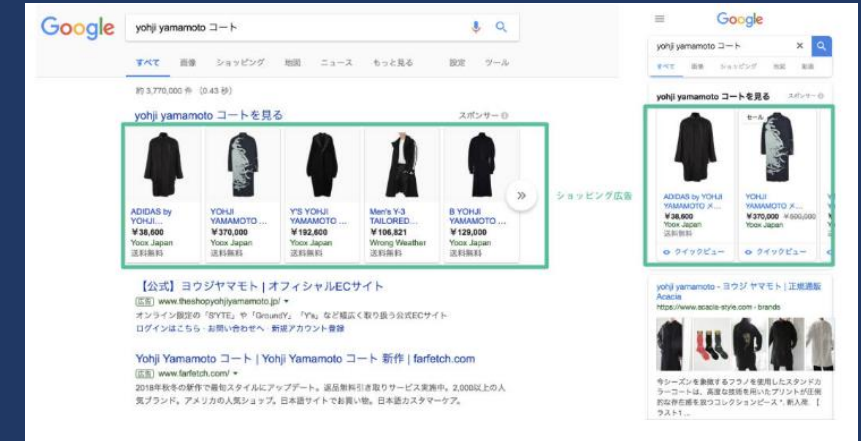 Google
yohji yamamoto コート
すべて 画像 ショッピング 地図 ニュース もっと見る 設定 ツール
約 3,770,000 件 (0.43 秒)
yohji yamamoto コートを見る スポンサー
ADIDAS by YOHJI...
¥38,600
Yoox Japan
送料無料
YOHJI YAMAMOTO ...
¥370,000
Yoox Japan
送料無料
Y'S YOHJI YAMAMOTO ...
¥192,600
Yoox Japan
送料無料
Men's Y-3 TAILORED...
¥106,821
Wrong Weather
送料無料
B YOHJI YAMAMOTO ...
¥129,000
Yoox Japan
送料無料
ショッピング広告
【公式】ヨウジヤマモト | オフィシャルECサイト
広告 www.theshopyohjiyamamoto.jp/
オンライン限定の「S'YTE」や「GroundY」「Y's」など幅広く取り扱う公式ECサイト
ログインはこちら · お問い合わせへ · 新規アカウント登録
Yohji Yamamoto コート | Yohji Yamamoto コート 新作 | farfetch.com
広告 www.farfetch.com/
2018年秋冬の新作で最旬スタイルにアップデート。返品無料引き取りサービス実施中。2,000以上の人
気ブランド。アメリカの人気ショップ。日本語サイトでお買い物。日本語カスタマーケア。
Google
yohji yamamoto コート
すべて 画像 ショッピング 地図 動画
yohji yamamoto コートを見る スポンサー
ADIDAS by YOHJI YAMAMOTO メ...
¥38,600
Yoox Japan
送料無料
クイックビュー
セール
YOHJI YAMAMOTO メ...
¥370,000 ¥500,000
Yoox Japan
送料無料
クイックビュー
yohji yamamoto - ヨウジ ヤマモト | 正規通販
Acacia
https://www.acacia-style.com › brands
今シーズンを象徴するフラノを使用したスタンドカ
ラーコートは、高度な技術を用いたプリントが圧倒
的な存在感を放つコレクションピース *. 新入荷. 【
ラスト1 ...